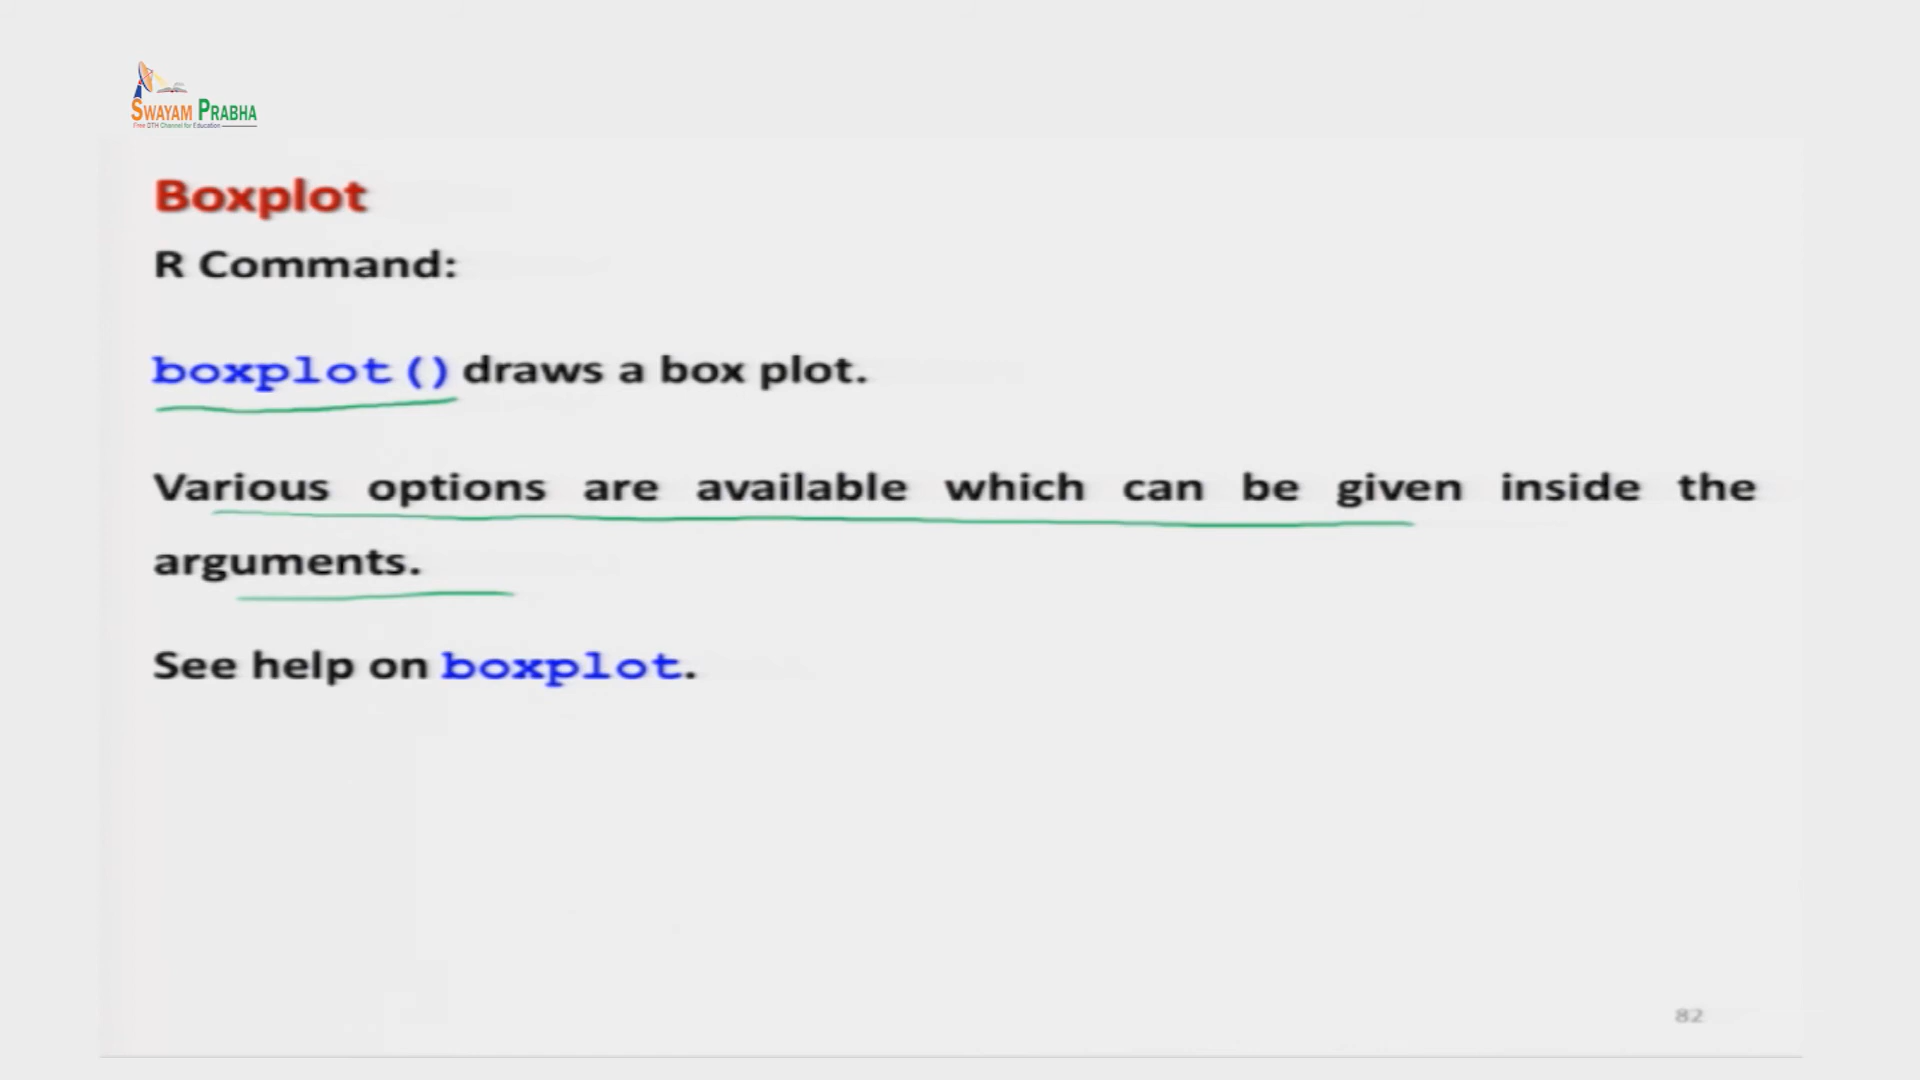 SWAYAM PRABHA
Free DTH Channel for Education
Boxplot
R Command:
boxplot() draws a box plot.
Various options are available which can be given inside the
arguments.
See help on boxplot.
82